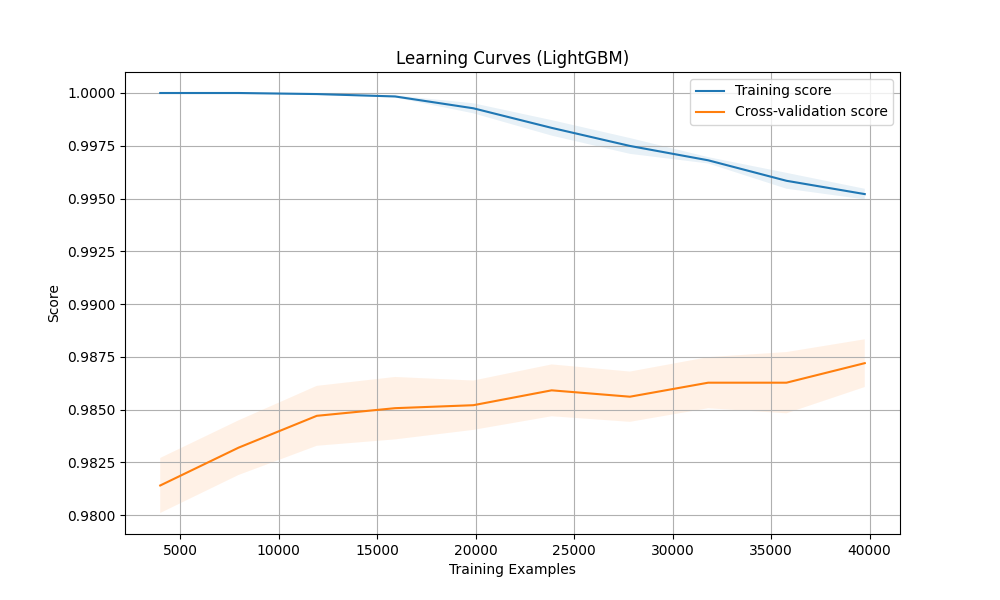 Learning Curves (LightGBM)
Training score
Cross-validation score
Score
1.0000
0.9975
0.9950
0.9925
0.9900
0.9875
0.9850
0.9825
0.9800
5000 10000 15000 20000 25000 30000 35000 40000
Training Examples